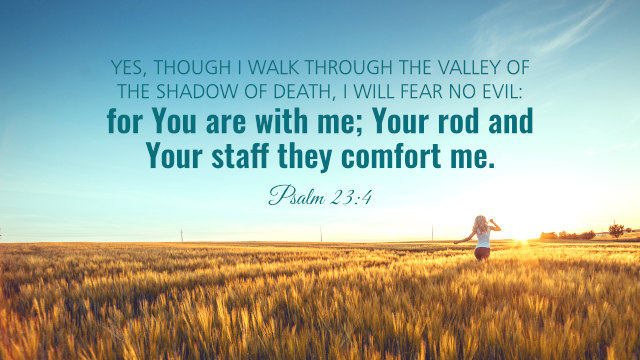 YES, THOUGH I WALK THROUGH THE VALLEY OF
THE SHADOW OF DEATH, I WILL FEAR NO EVIL:
for You are with me; Your rod and
Your staff they comfort me.
Psalm 23:4